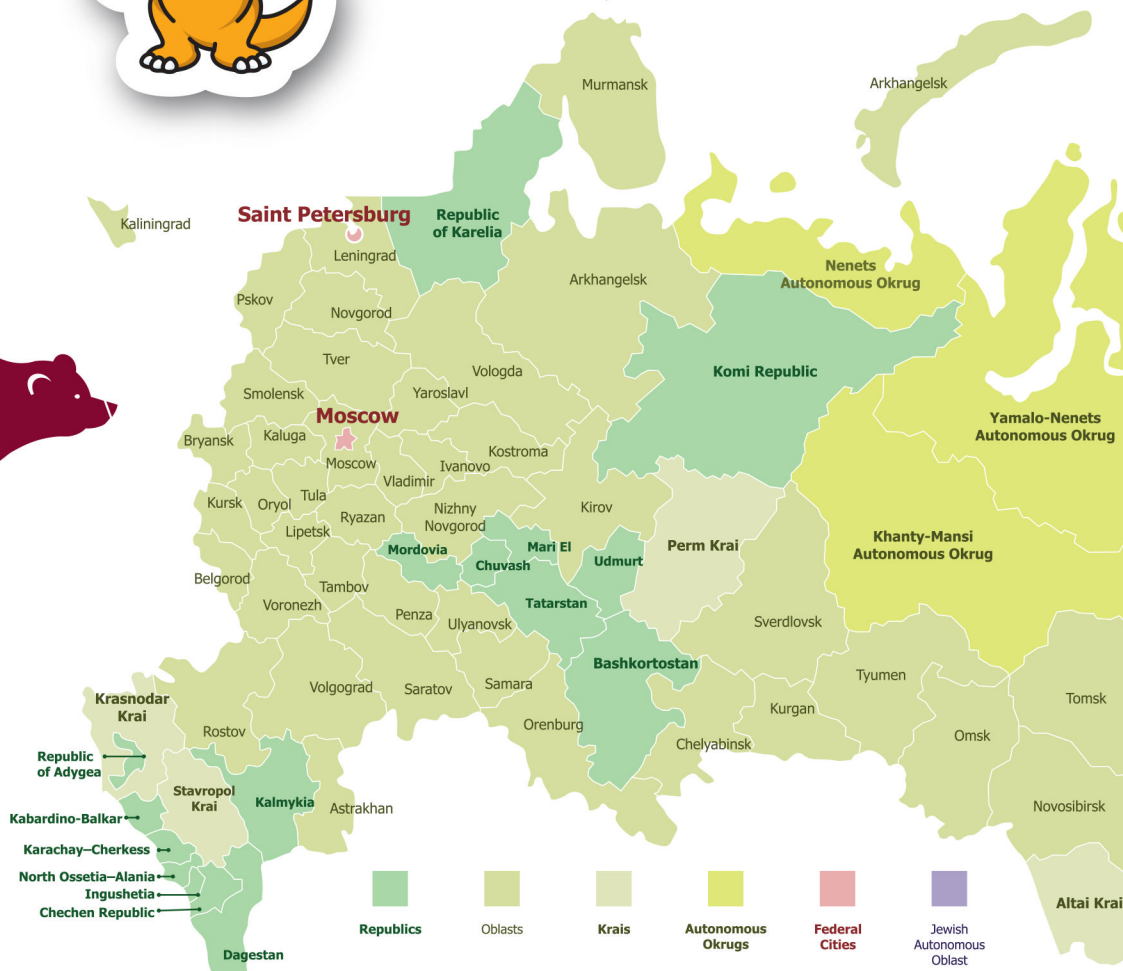 Murmansk
Arkhangelsk
Kaliningrad
Saint Petersburg
Republic
of Karelia
Leningrad
Nenets
Autonomous Okrug
Arkhangelsk
Pskov
Novgorod
Tver
Vologda
Komi Republic
Smolensk
Yaroslavl
Moscow
Yamalo-Nenets
Autonomous Okrug
Bryansk
Kaluga
Moscow
Ivanovo
Kostroma
Vladimir
Kursk
Oryol
Tula
Ryazan
Nizhny
Novgorod
Kirov
Lipetsk
Mordovia
Mari El
Chuvash
Udmurt
Perm Krai
Khanty-Mansi
Autonomous Okrug
Belgorod
Tambov
Voronezh
Penza
Ulyanovsk
Tatarstan
Sverdlovsk
Bashkortostan
Volgograd
Saratov
Samara
Tyumen
Krasnodar
Krai
Rostov
Orenburg
Kurgan
Tomsk
Chelyabinsk
Omsk
Republic
of Adygea
Stavropol
Krai
Kalmykia
Astrakhan
Novosibirsk
Kabardino-Balkar
Karachay–Cherkess
North Ossetia–Alania
Ingushetia
Chechen Republic
Dagestan
Altai Krai
Republics
Oblasts
Krais
Autonomous
Okrugs
Federal
Cities
Jewish
Autonomous
Oblast